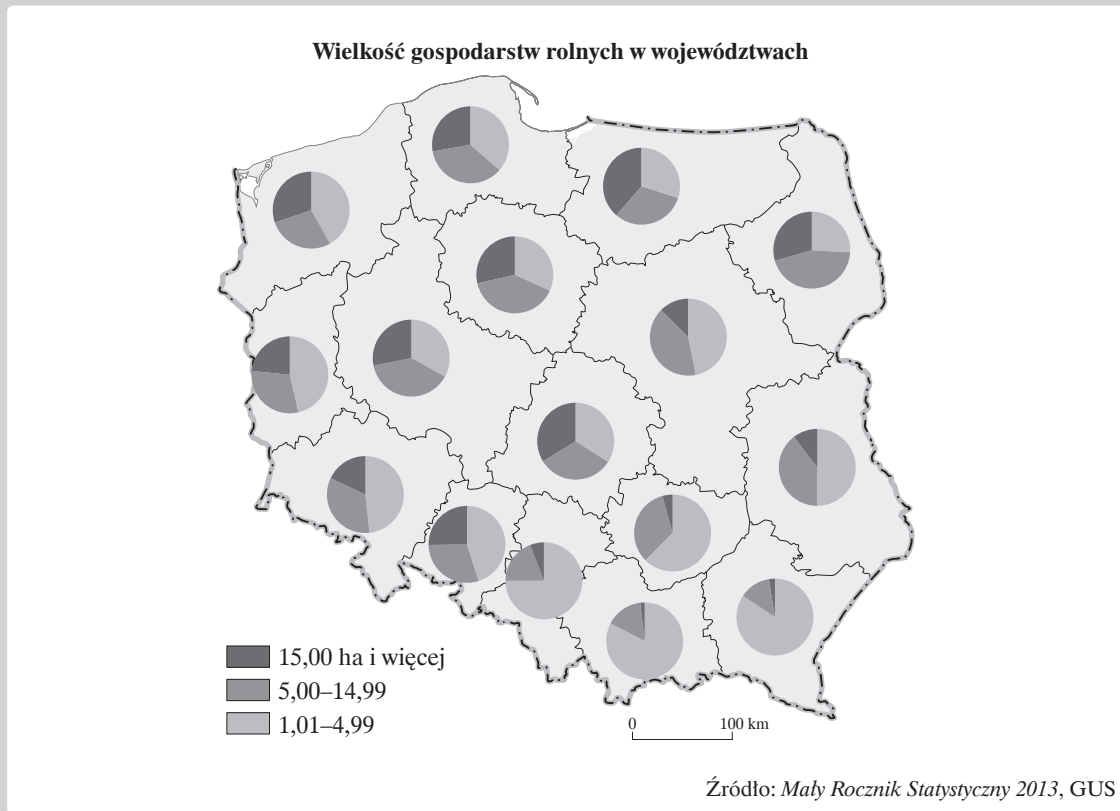 Wielkość gospodarstw rolnych w województwach
15,00 ha i więcej
5,00–14,99
1,01–4,99
0 100 km
Źródło: Mały Rocznik Statystyczny 2013, GUS